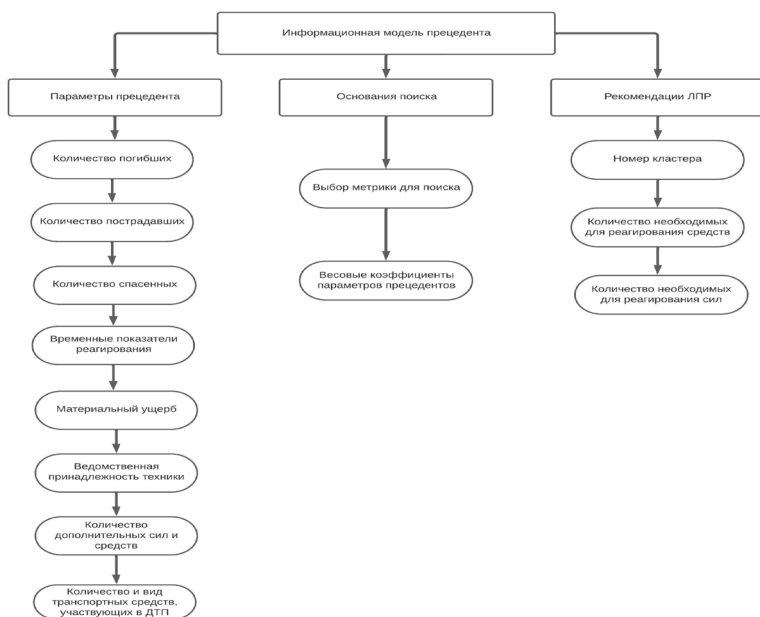 Информационная модель прецедента
Параметры прецедента
Основания поиска
Рекомендации ЛПР
Количество погибших
Количество пострадавших
Количество спасенных
Временные показатели
реагирования
Материальный ущерб
Ведомственная
принадлежность техники
Количество
дополнительных сил и
средств
Количество и вид
транспортных средств,
участвующих в ДТП
Выбор метрики для поиска
Весовые коэффициенты
параметров прецедентов
Номер кластера
Количество необходимых
для реагирования средств
Количество необходимых
для реагирования сил